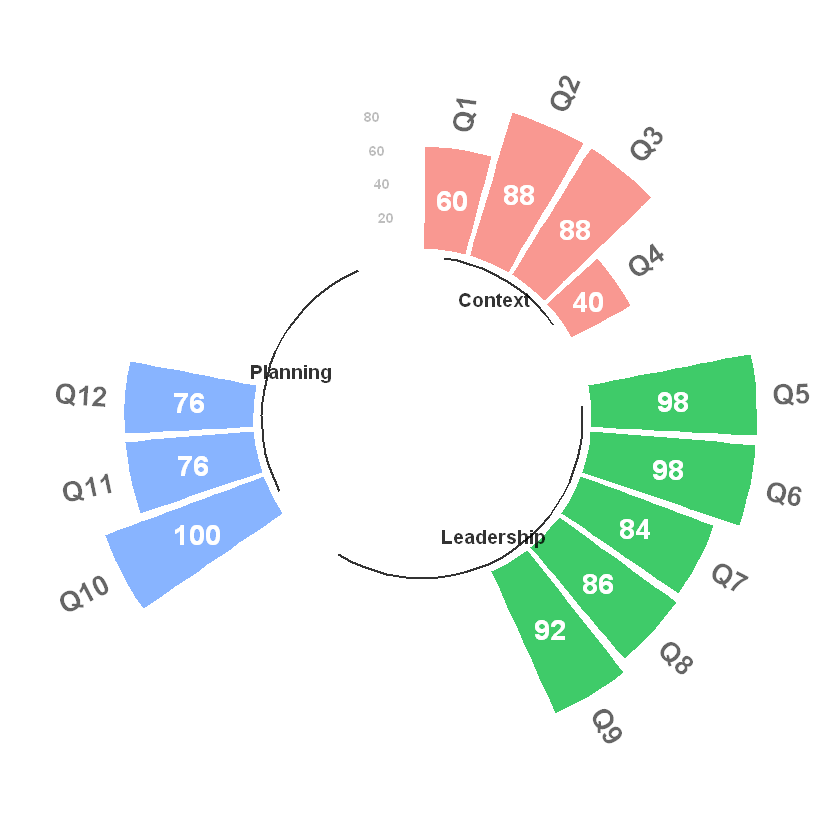 80
60
40
20
Q1
60
Q2
88
Q3
88
Q4
40
Context
Q5
98
Q6
98
Q7
84
Q8
86
Q9
92
Leadership
Q10
100
Q11
76
Q12
76
Planning